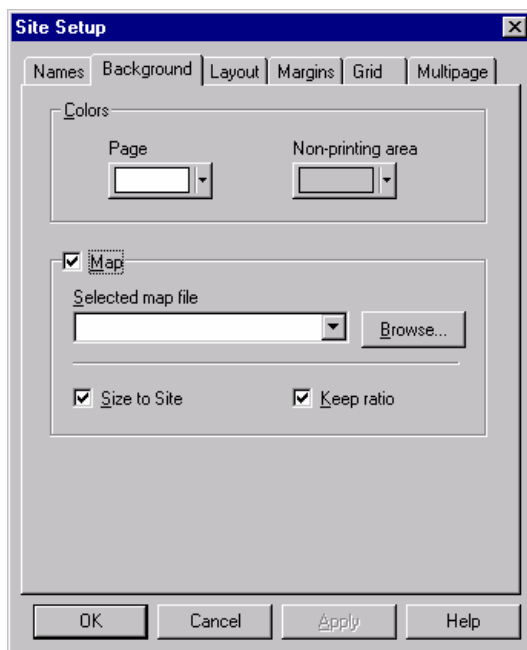 Site Setup
Names Background Layout Margins Grid Multipage
Colors
Page Non-printing area
Map
Selected map file
Browse...
Size to Site Keep ratio
OK Cancel Apply Help